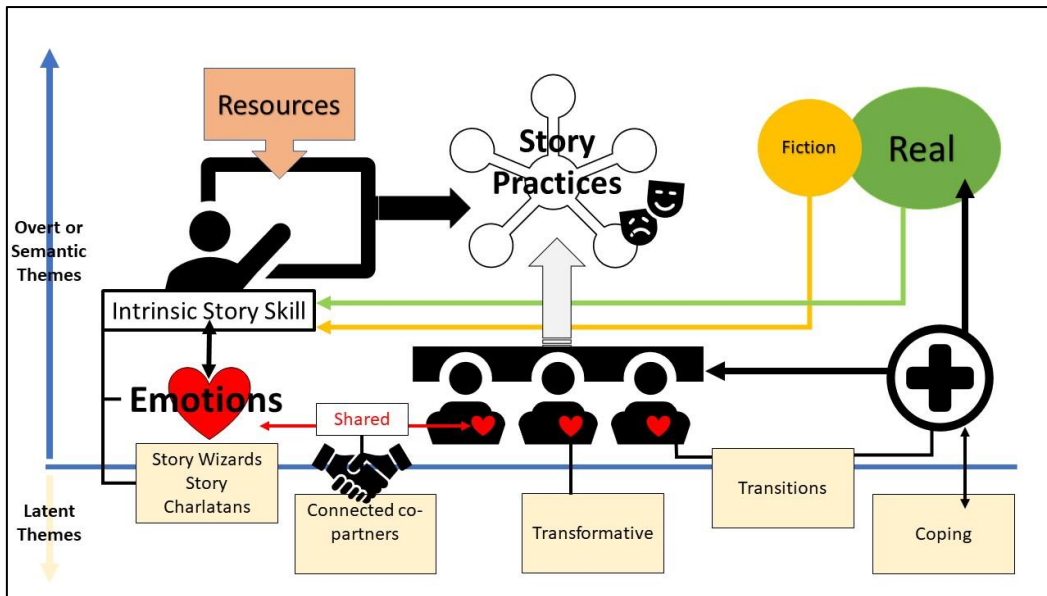 Resources
Story
Practices
Fiction
Real
Overt or
Semantic
Themes
Intrinsic Story Skill
Emotions
Shared
Story Wizards
Story
Charlatans
Connected co-
partners
Transformative
Transitions
Coping
Latent
Themes